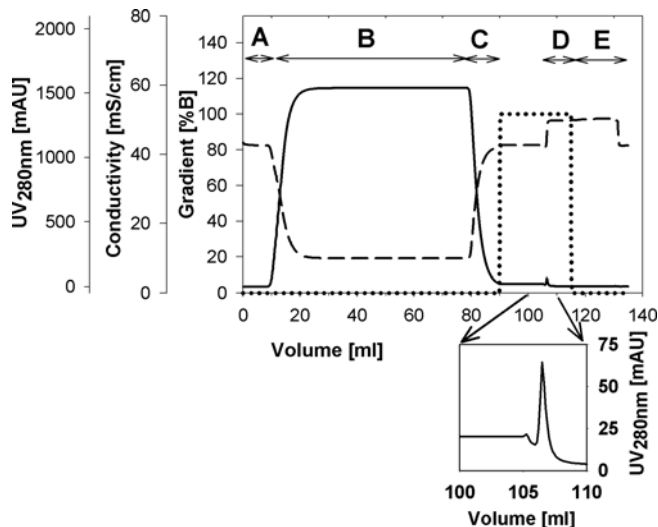 UV280nm [mAU]
2000
1500
1000
500
0
Conductivity [mS/cm]
80
60
40
20
0
Gradient [%B]
140
120
100
80
60
40
20
0
A B C D E
0 20 40 60 80 100 120 140
Volume [ml]
75
50
25
0
UV280nm [mAU]
100 105 110
Volume [ml]